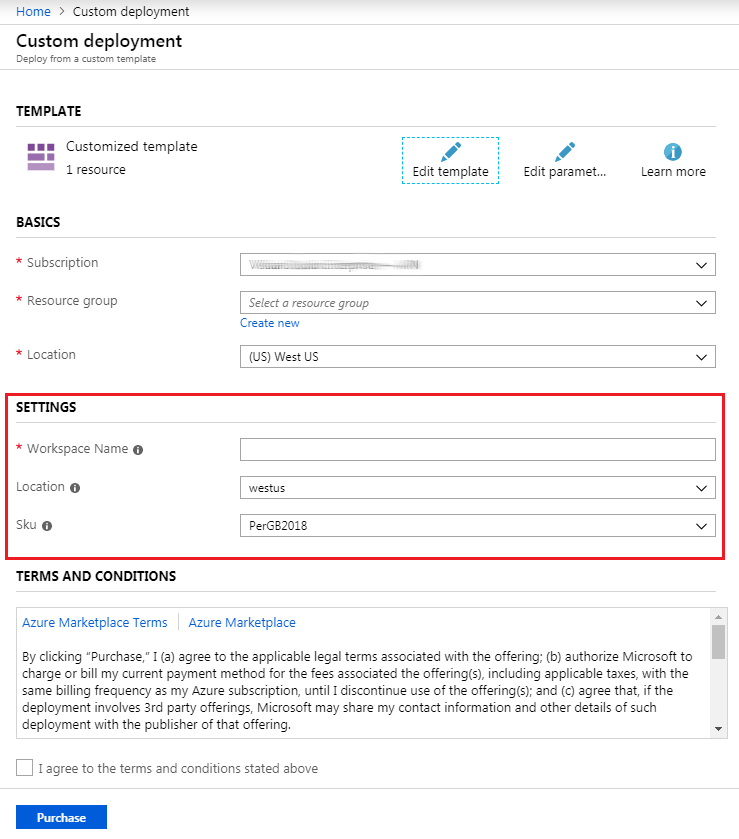 Home > Custom deployment
Custom deployment
Deploy from a custom template
TEMPLATE
Customized template
1 resource
Edit template
Edit paramet...
Learn more
BASICS
* Subscription
* Resource group
Select a resource group
Create new
* Location
(US) West US
SETTINGS
* Workspace Name
Location
westus
Sku
PerGB2018
TERMS AND CONDITIONS
Azure Marketplace Terms
Azure Marketplace
By clicking “Purchase,” I (a) agree to the applicable legal terms associated with the offering; (b) authorize Microsoft to
charge or bill my current payment method for the fees associated the offering(s), including applicable taxes, with the
same billing frequency as my Azure subscription, until I discontinue use of the offering(s); and (c) agree that, if the
deployment involves 3rd party offerings, Microsoft may share my contact information and other details of such
deployment with the publisher of that offering.
I agree to the terms and conditions stated above
Purchase